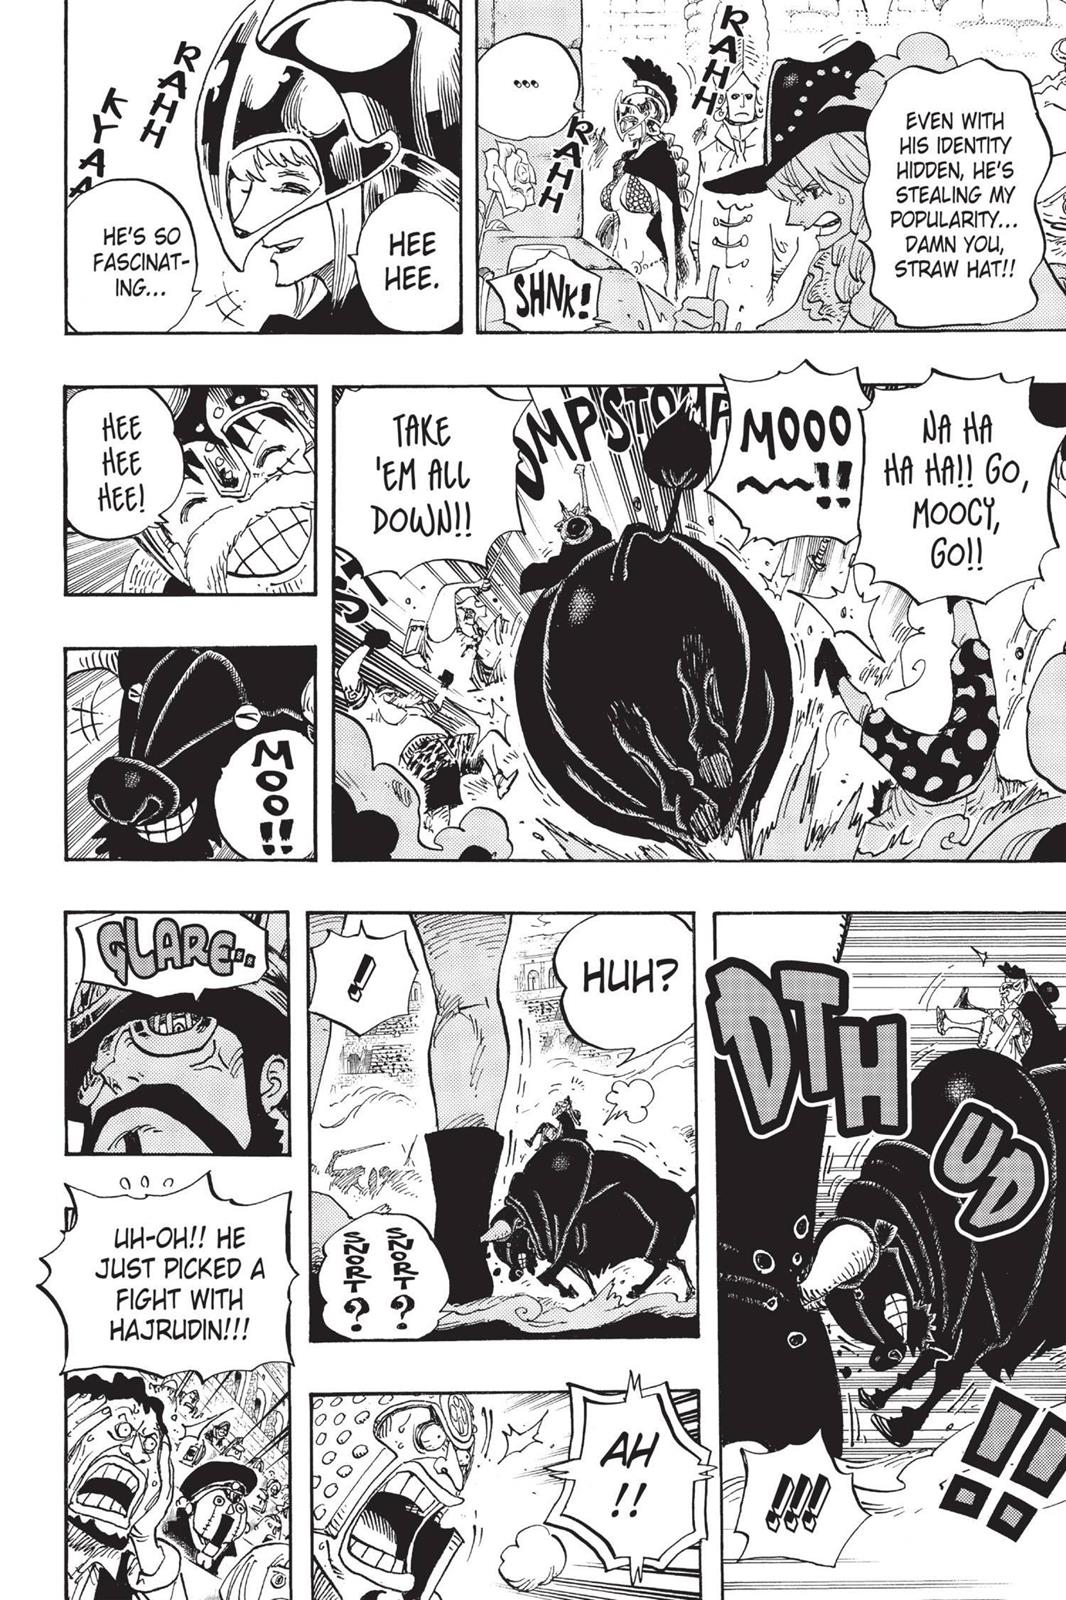 EVEN WITH
HIS IDENTITY
HIDDEN, HE'S
STEALING MY
POPULARITY...
DAMN YOU,
STRAW HAT!!
RAHH
RAHH
...
SHNK!
RAHH
KYAA
HEE
HEE.
HE'S SO
FASCINAT-
ING...
NA HA
HA HA!! GO,
MOOCY,
GO!!
MOOO
~~!!
STOMP
TAKE
'EM ALL
DOWN!!
HEE
HEE
HEE!
MOO!!
DTH
UD
!!
!!!
HUH?
!!
SNORT?
SNORT?
AH
!!
GLARE...
UH-OH!! HE
JUST PICKED A
FIGHT WITH
HAJRUDIN!!!